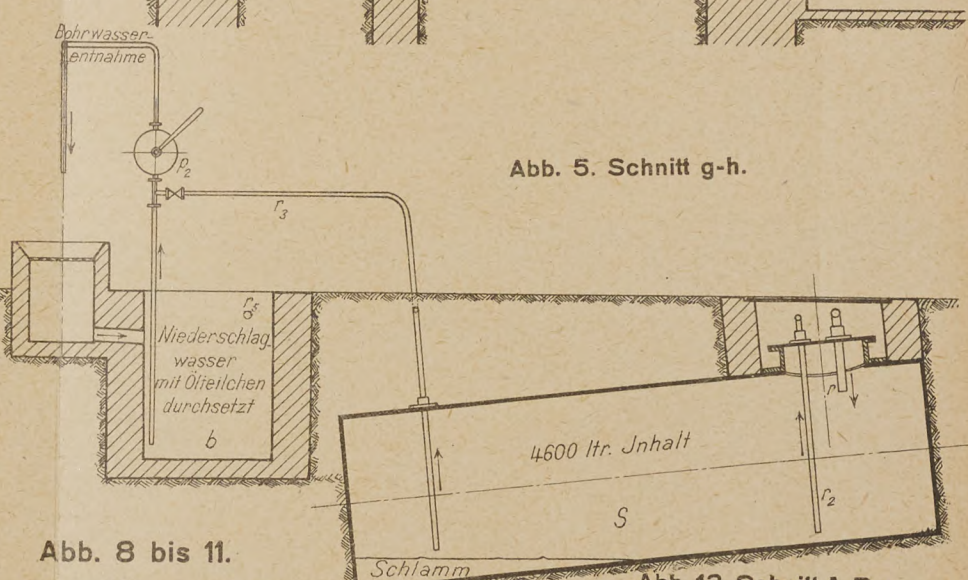 Bohrwasser-
entnahme
p₂
Abb. 5. Schnitt g-h.
r₃
r₅
Niederschlag
wasser
mit Ölteilchen
durchsetzt
b
r
4600 ltr. Jnhalt
r₂
S
Abb. 8 bis 11.
Schlamm